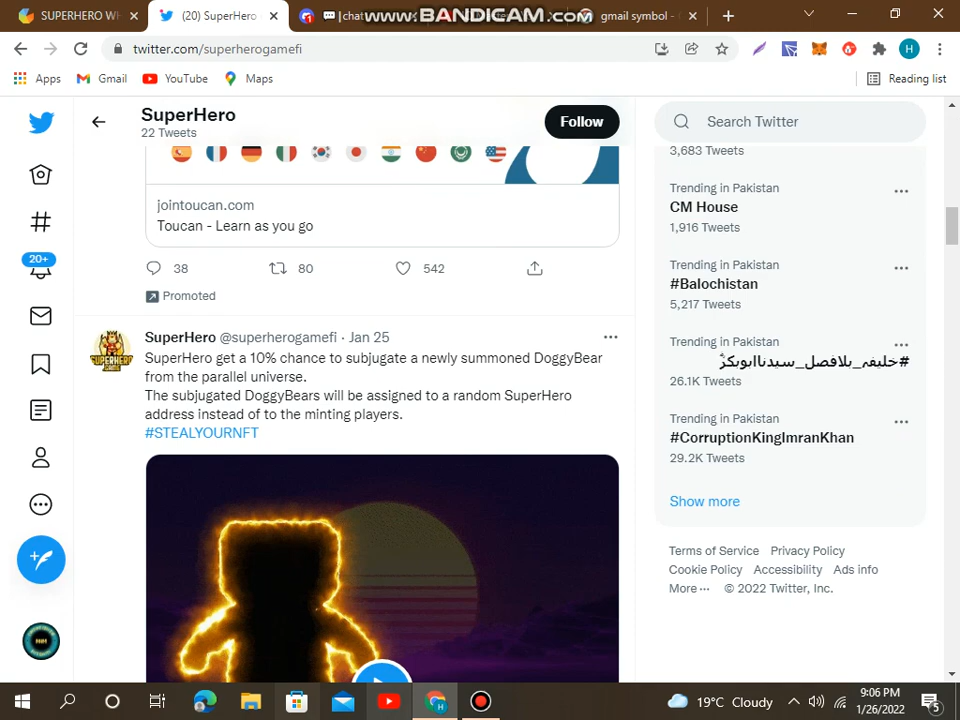 SUPERHERO WH
(20) SuperHero
chat
www.BANDICAM.com
gmail symbol -
twitter.com/superherogamefi
H
Apps
Gmail
YouTube
Maps
Reading list
SuperHero
22 Tweets
Follow
Search Twitter
3,683 Tweets
Trending in Pakistan
CM House
1,916 Tweets
Trending in Pakistan
#Balochistan
5,217 Tweets
Trending in Pakistan
#خلیفہ_بلافصل_سیدناابوبکرؓ
26.1K Tweets
Trending in Pakistan
#CorruptionKingImranKhan
29.2K Tweets
Show more
Terms of Service Privacy Policy
Cookie Policy Accessibility Ads info
More ··· © 2022 Twitter, Inc.
20+
jointoucan.com
Toucan - Learn as you go
38 80 542
Promoted
SuperHero @superherogamefi · Jan 25
SuperHero get a 10% chance to subjugate a newly summoned DoggyBear
from the parallel universe.
The subjugated DoggyBears will be assigned to a random SuperHero
address instead of to the minting players.
#STEALYOURNFT
SUPERHERO
19°C Cloudy
9:06 PM
1/26/2022
5